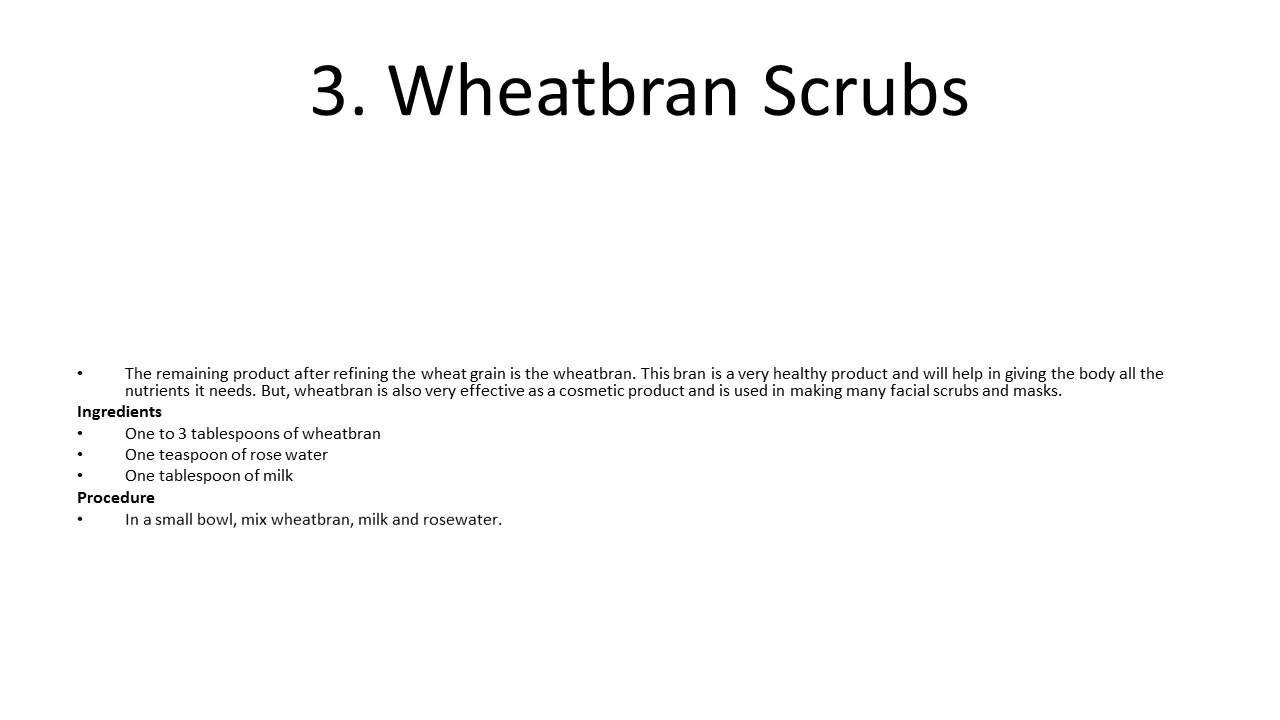 3. Wheatbran Scrubs
• The remaining product after refining the wheat grain is the wheatbran. This bran is a very healthy product and will help in giving the body all the
nutrients it needs. But, wheatbran is also very effective as a cosmetic product and is used in making many facial scrubs and masks.
Ingredients
• One to 3 tablespoons of wheatbran
• One teaspoon of rose water
• One tablespoon of milk
Procedure
• In a small bowl, mix wheatbran, milk and rosewater.